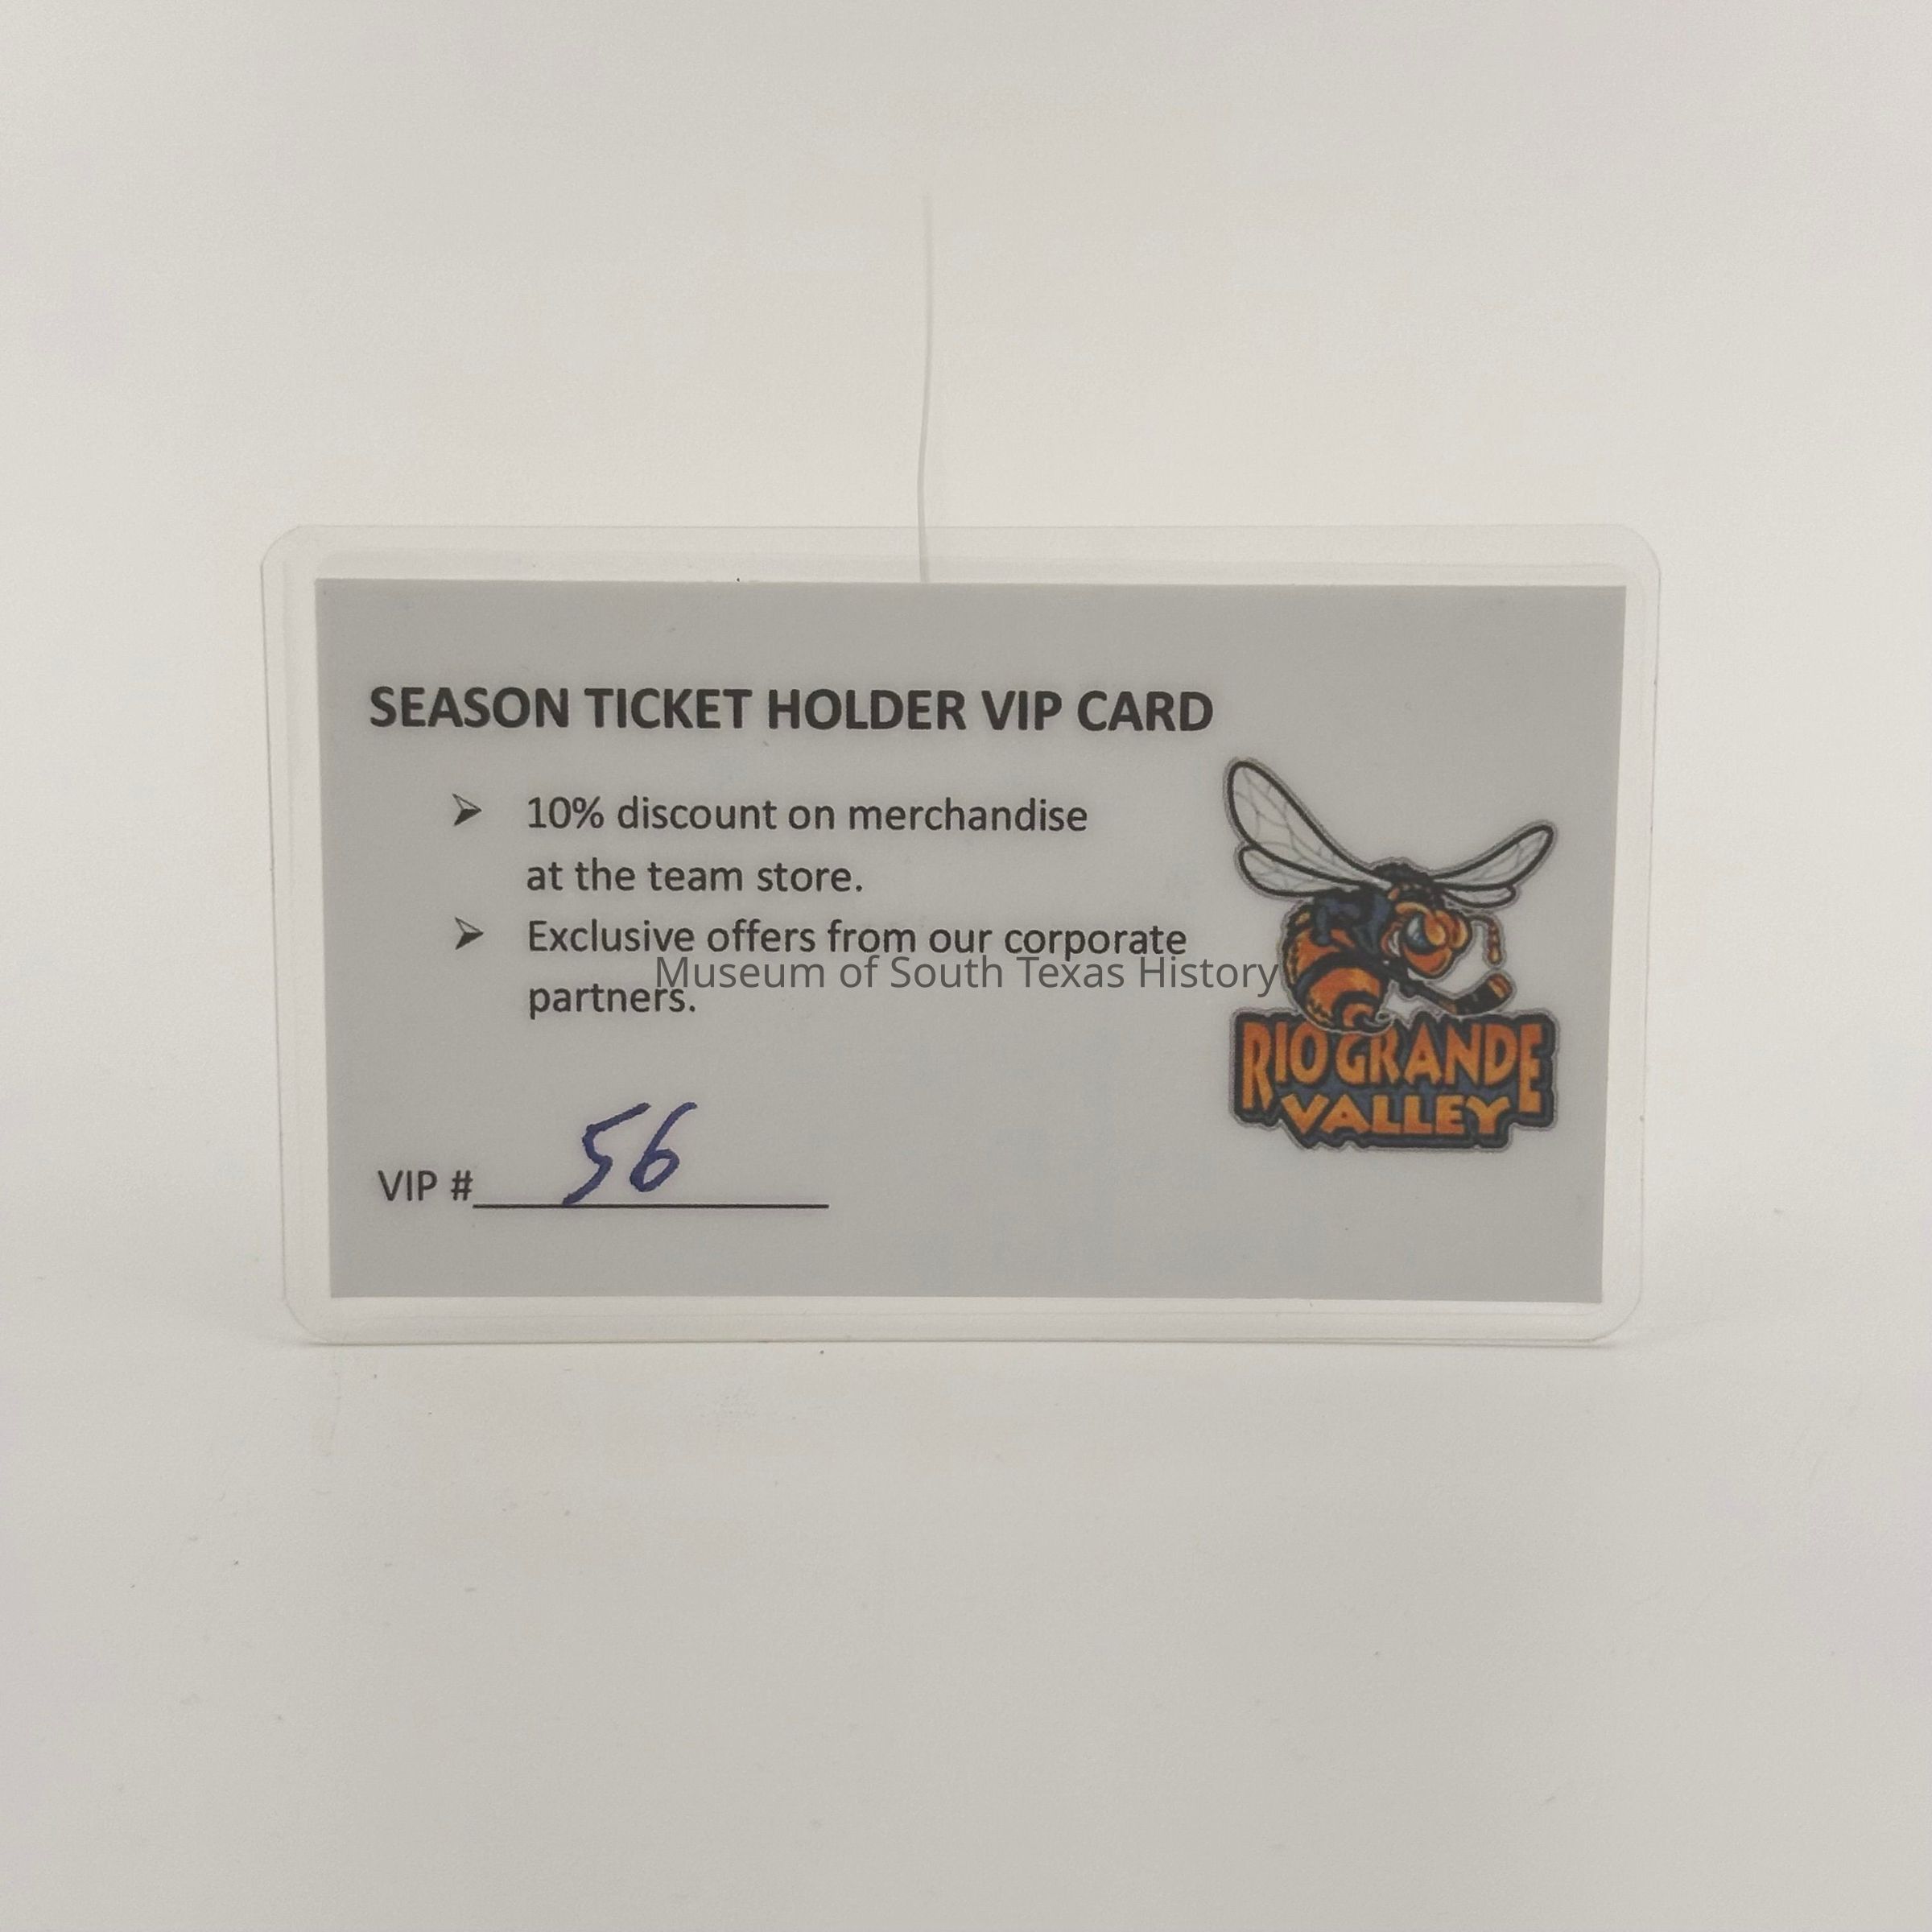 SEASON TICKET HOLDER VIP CARD
➢ 10% discount on merchandise
at the team store.
➢ Exclusive offers from our corporate
partners.
Museum of South Texas History
RIO GRANDE
VALLEY
VIP # 56